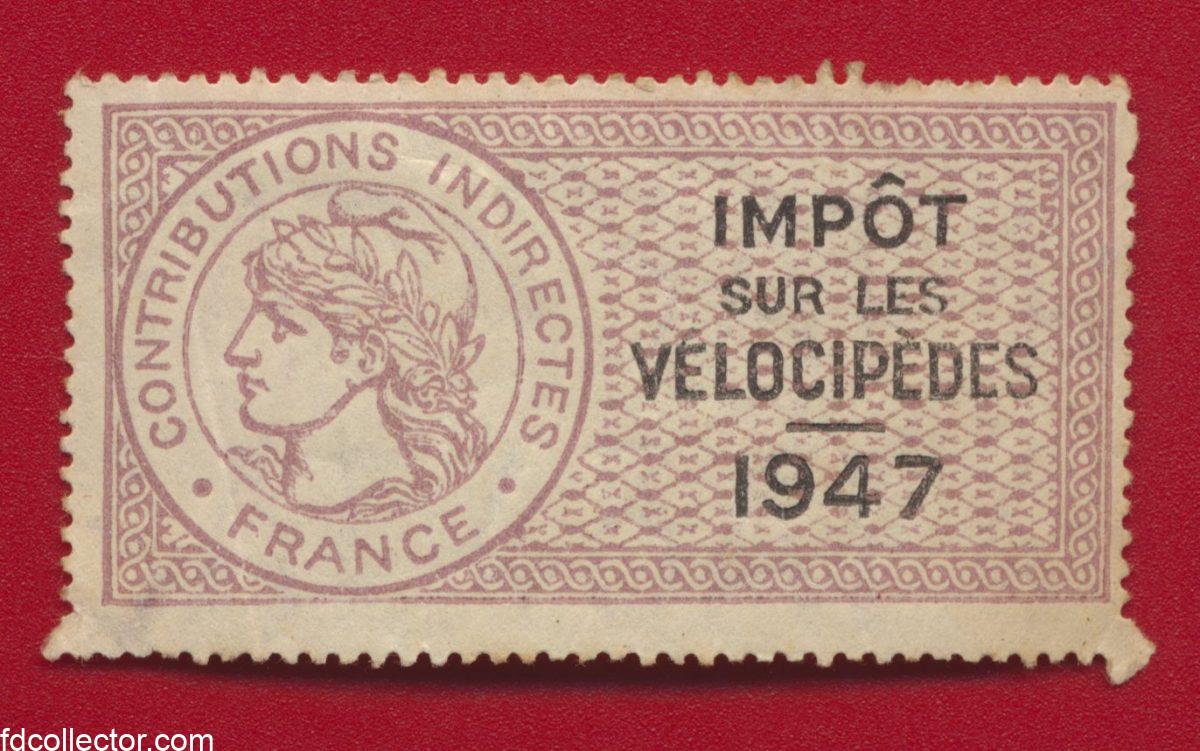 CONTRIBUTIONS INDIRECTES
• FRANCE •
IMPÔT
SUR LES
VÉLOCIPÈDES
1947
fdcollector.com